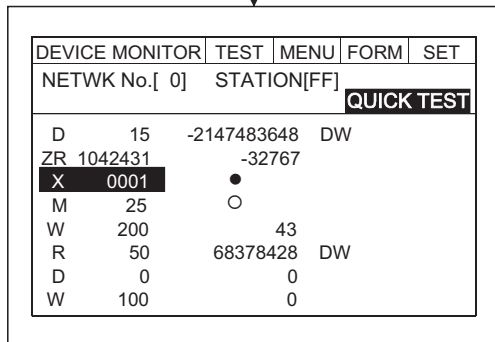 DEVICE MONITOR TEST MENU FORM SET
NETWK No.[ 0] STATION[FF]
QUICK TEST
D 15 -2147483648 DW
ZR 1042431 -32767
X 0001 ●
M 25 ○
W 200 43
R 50 68378428 DW
D 0 0
W 100 0